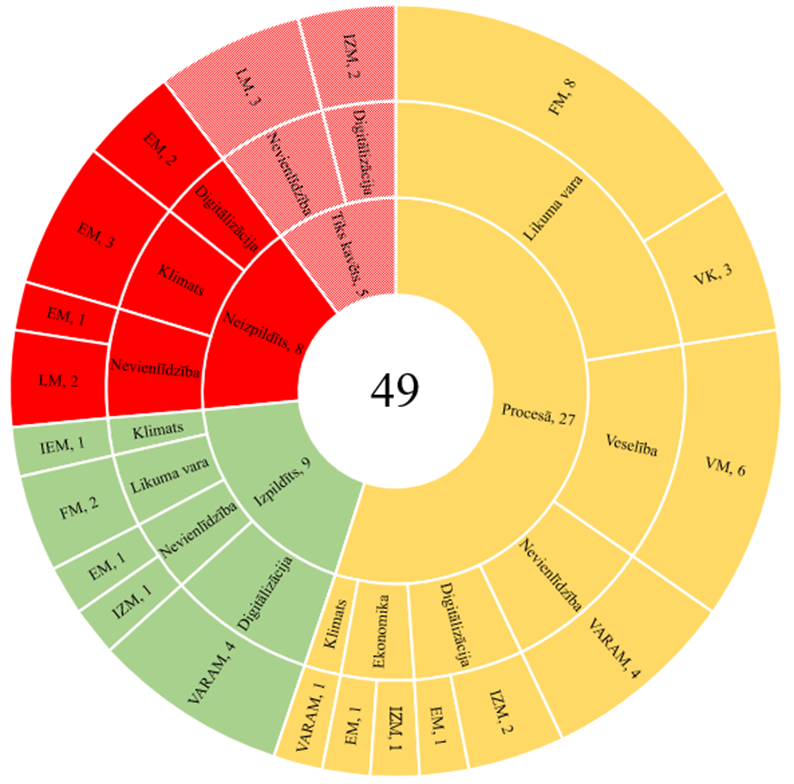 49
Procesā, 27
Likuma vara
FM, 8
VK, 3
Veselība
VM, 6
Nevienlīdzība
VARAM, 4
Digitālizācija
IZM, 2
EM, 1
Ekonomika
IZM, 1
EM, 1
Klimats
VARAM, 1
Izpildīts, 9
Digitālizācija
VARAM, 4
Nevienlīdzība
IZM, 1
EM, 1
Likuma vara
FM, 2
Klimats
IEM, 1
Neizpildīts, 8
Nevienlīdzība
LM, 2
EM, 1
Klimats
EM, 3
Digitālizācija
EM, 2
Tiks kavēts, 5
Nevienlīdzība
LM, 3
Digitālizācija
IZM, 2